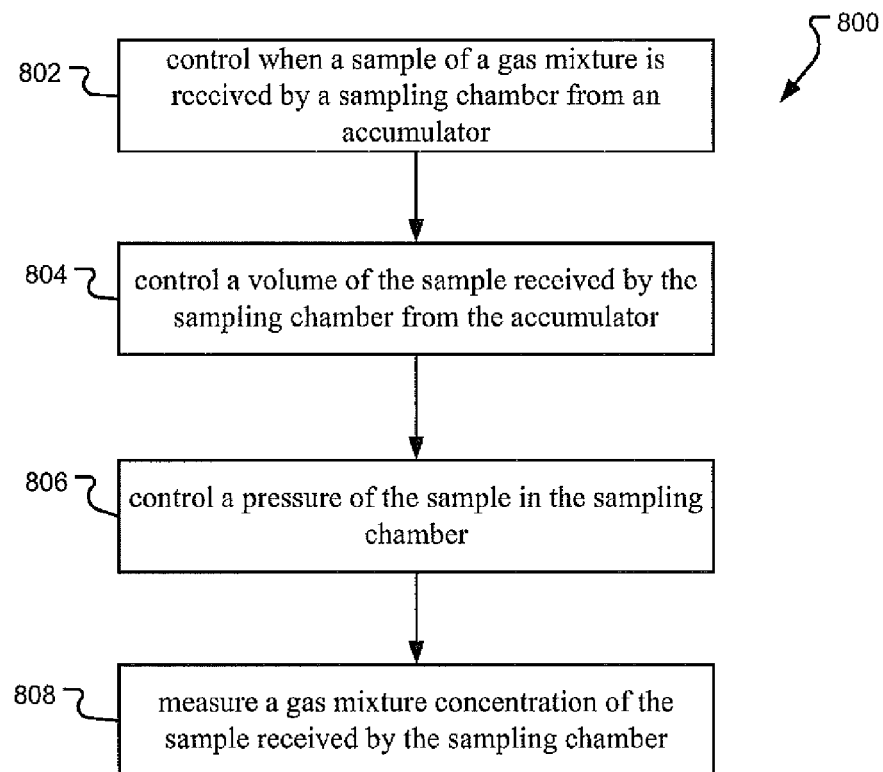 800
802
control when a sample of a gas mixture is
received by a sampling chamber from an
accumulator
804
control a volume of the sample received by the
sampling chamber from the accumulator
806
control a pressure of the sample in the sampling
chamber
808
measure a gas mixture concentration of the
sample received by the sampling chamber